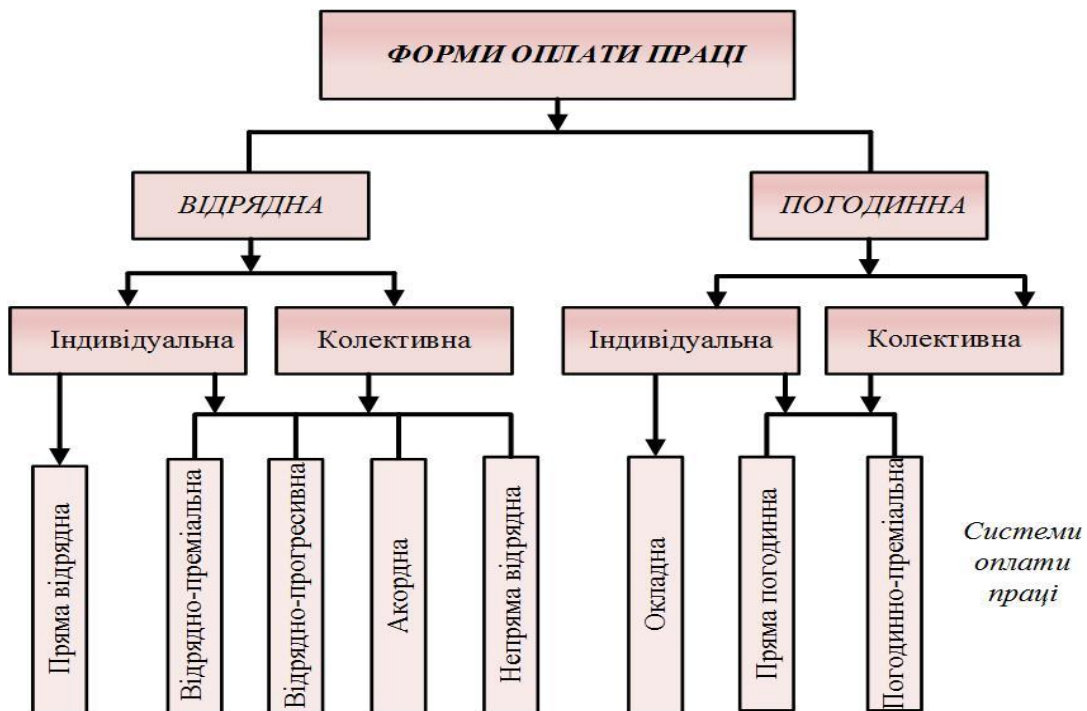 ФОРМИ ОПЛАТИ ПРАЦІ
ВІДРЯДНА
ПОГОДИННА
Індивідуальна
Колективна
Індивідуальна
Колективна
Пряма відрядна
Відрядно-преміальна
Відрядно-прогресивна
Акордна
Непряма відрядна
Окладна
Пряма погодинна
Погодинно-преміальна
Системи
оплати
праці